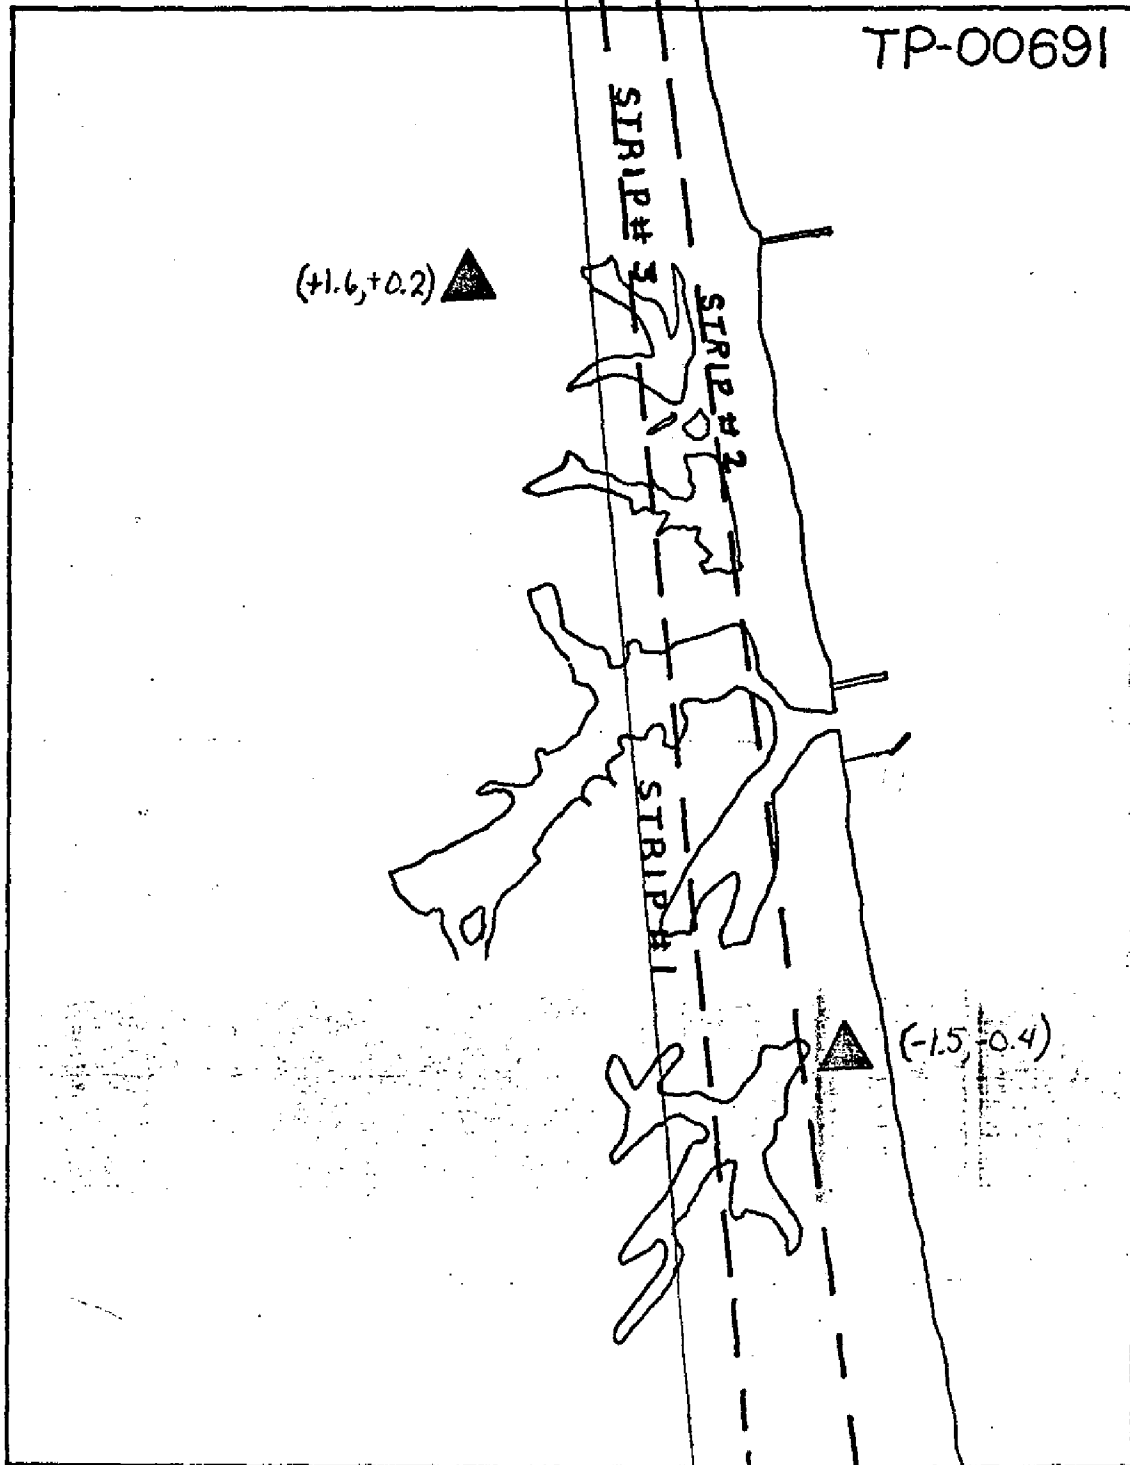 TP-00691
STRIP# 3
(+1.6,+0.2)
STRIP # 2
STRIP #1
(-1.5,-0.4)